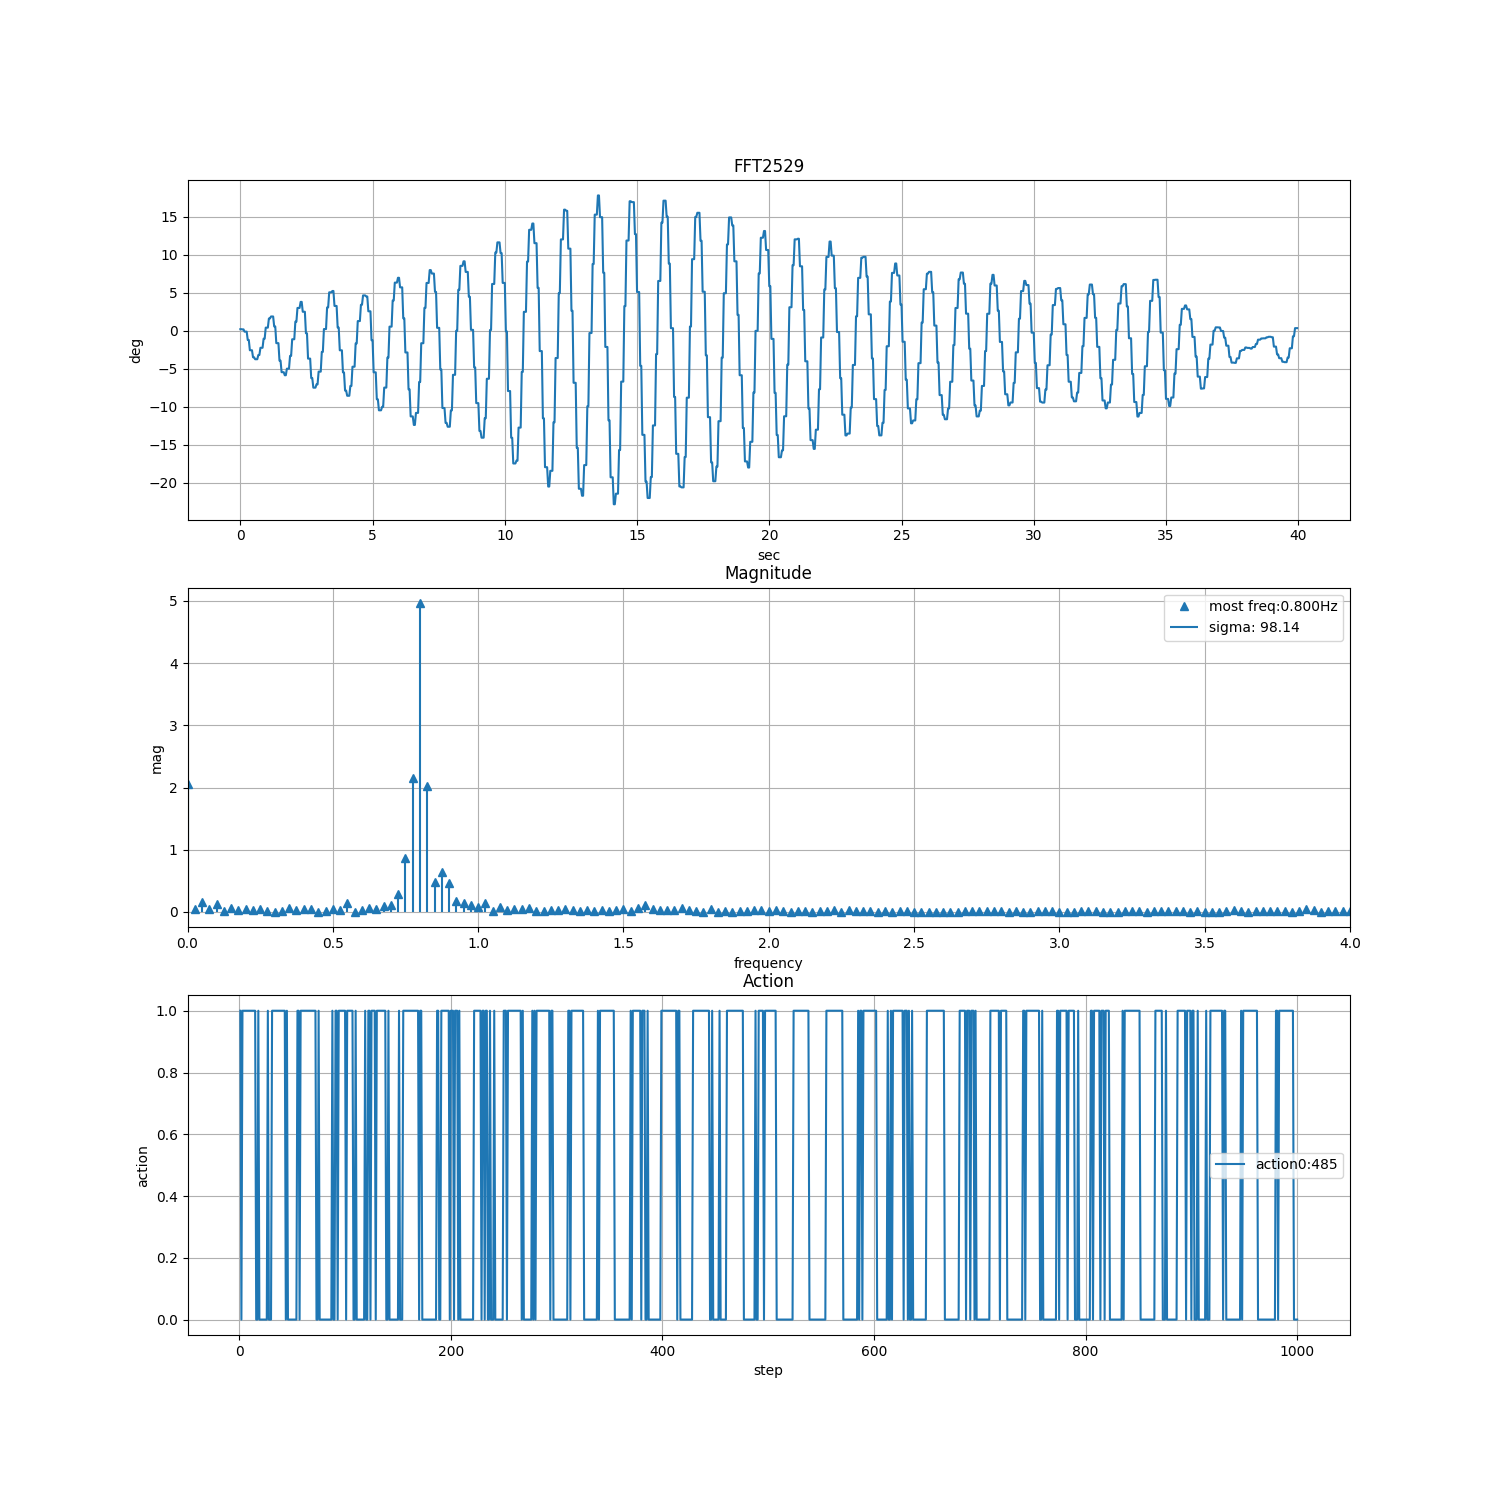 FFT2529
15
10
5
0
−5
−10
−15
−20
deg
0 5 10 15 20 25 30 35 40
sec
Magnitude
5
4
3
2
1
0
mag
most freq:0.800Hz
sigma: 98.14
0.0 0.5 1.0 1.5 2.0 2.5 3.0 3.5 4.0
frequency
Action
1.0
0.8
0.6
0.4
0.2
0.0
action
action0:485
0 200 400 600 800 1000
step